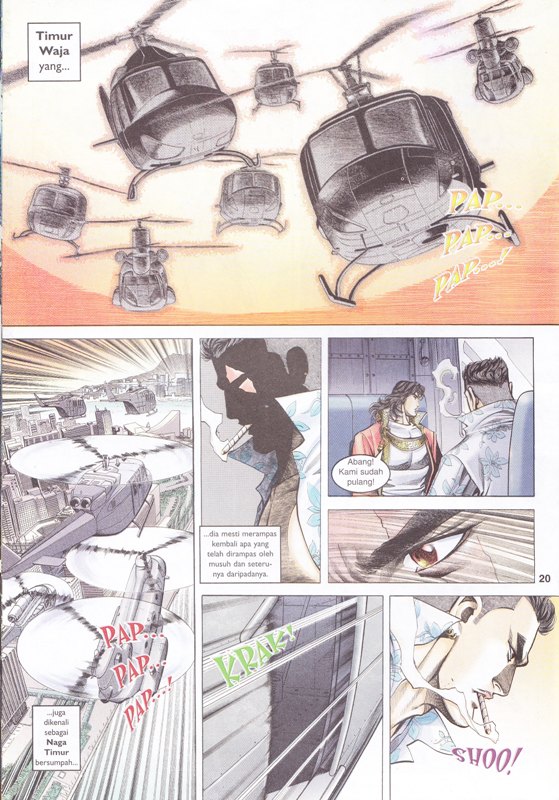 Timur
Waja
yang...
PAP...
PAP...
PAP...!
PAP...
PAP...
PAP...!
...juga
dikenali
sebagai
Naga
Timur
bersumpah...
...dia mesti merampas
kembali apa yang
telah dirampas oleh
musuh dan seteru-
nya daripadanya.
Abang!
Kami sudah
pulang!
20
KRAK!
SHOO!